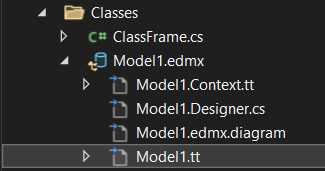 Classes
C# ClassFrame.cs
Model1.edmx
Model1.Context.tt
Model1.Designer.cs
Model1.edmx.diagram
Model1.tt